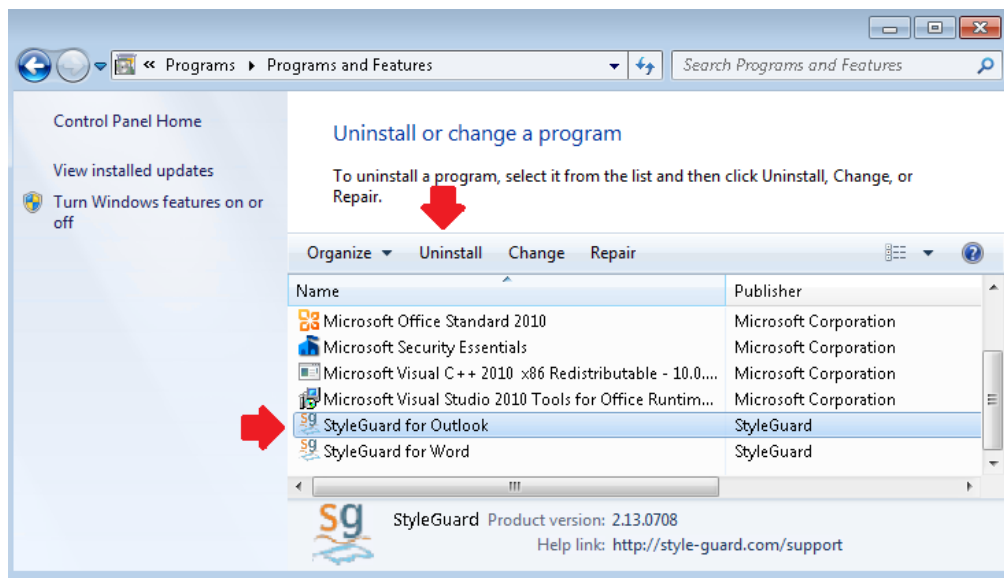 « Programs ▸ Programs and Features
Search Programs and Features
Control Panel Home
View installed updates
Turn Windows features on or
off
Uninstall or change a program
To uninstall a program, select it from the list and then click Uninstall, Change, or
Repair.
Organize Uninstall Change Repair
Name Publisher
Microsoft Office Standard 2010 Microsoft Corporation
Microsoft Security Essentials Microsoft Corporation
Microsoft Visual C++ 2010 x86 Redistributable - 10.0.... Microsoft Corporation
Microsoft Visual Studio 2010 Tools for Office Runtim... Microsoft Corporation
sg StyleGuard for Outlook StyleGuard
sg StyleGuard for Word StyleGuard
sg StyleGuard Product version: 2.13.0708
Help link: http://style-guard.com/support